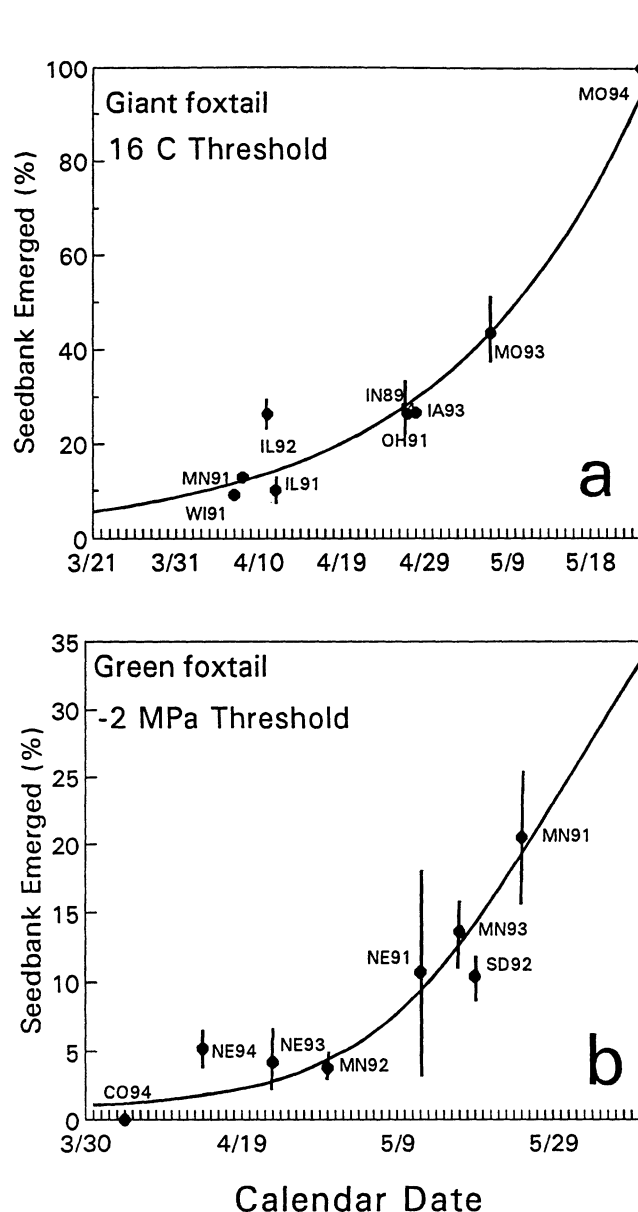 100
Giant foxtail
MO94
16 C Threshold
80
60
Seedbank Emerged (%)
40
MO93
IN89
IA93
OH91
IL92
20
MN91
IL91
WI91
a
0
3/21 3/31 4/10 4/19 4/29 5/9 5/18
35
Green foxtail
-2 MPa Threshold
30
25
Seedbank Emerged (%)
20
MN91
15
MN93
NE91
SD92
10
5
NE94
NE93
MN92
b
CO94
0
3/30 4/19 5/9 5/29
Calendar Date